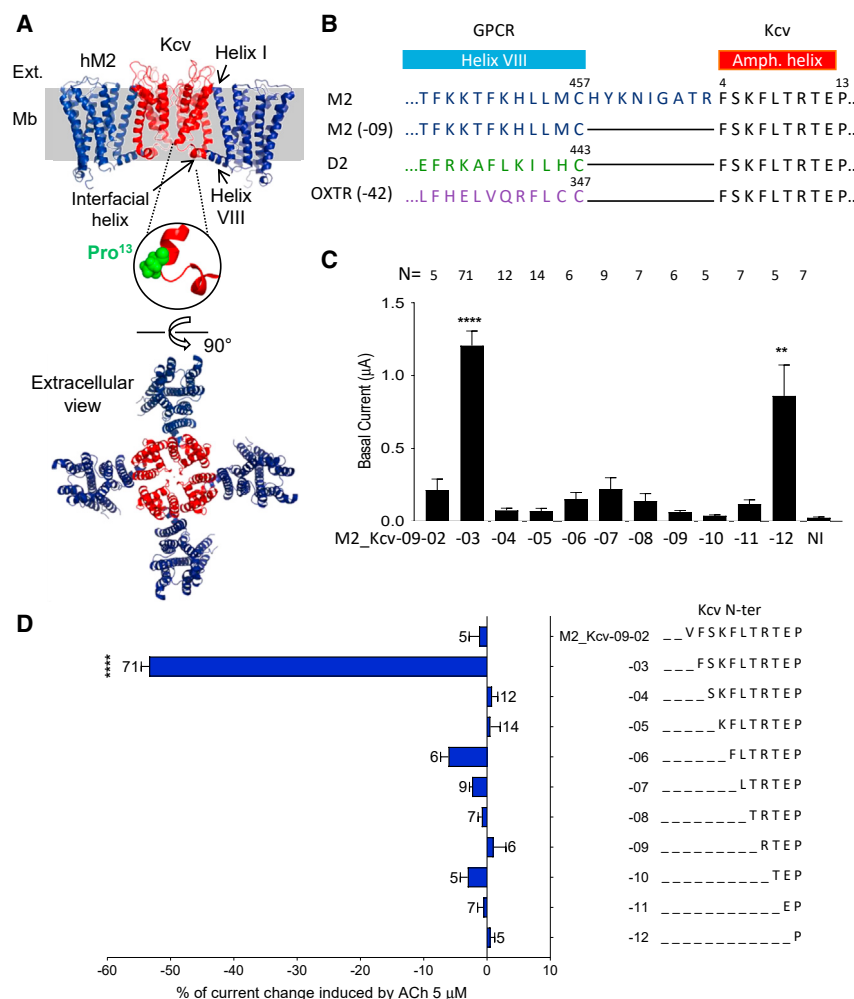 A
hM2
Kcv
Helix I
Ext.
Mb
Interfacial
helix
Helix
VIII
Pro13
90°
Extracellular
view
B
GPCR
Kcv
Helix VIII
Amph. helix
457
4
13
M2
...TFKKTFKHLLMCHYKNIGATRFSKFLTRTEP..
M2 (-09)
...TFKKTFKHLLMC
FSKFLTRTEP..
443
D2
...EFRKAFLKILHC
FSKFLTRTEP..
347
OXTR (-42)
...LFHELVQRFLCC
FSKFLTRTEP..
C
N= 5 71 12 14 6 9 7 6 5 7 5 7
Basal Current (µA)
1.5
1.0
0.5
0.0
****
**
M2_Kcv-09-02 -03 -04 -05 -06 -07 -08 -09 -10 -11 -12 NI
D
Kcv N-ter
5
M2_Kcv-09-02
_ _ V F S K F L T R T E P
****
71
-03
_ _ _ F S K F L T R T E P
12
-04
_ _ _ _ S K F L T R T E P
14
-05
_ _ _ _ _ K F L T R T E P
6
-06
_ _ _ _ _ _ F L T R T E P
9
-07
_ _ _ _ _ _ _ L T R T E P
7
-08
_ _ _ _ _ _ _ _ T R T E P
6
-09
_ _ _ _ _ _ _ _ _ R T E P
5
-10
_ _ _ _ _ _ _ _ _ _ T E P
7
-11
_ _ _ _ _ _ _ _ _ _ _ E P
5
-12
_ _ _ _ _ _ _ _ _ _ _ _ P
-60 -50 -40 -30 -20 -10 0 10
% of current change induced by ACh 5 µM